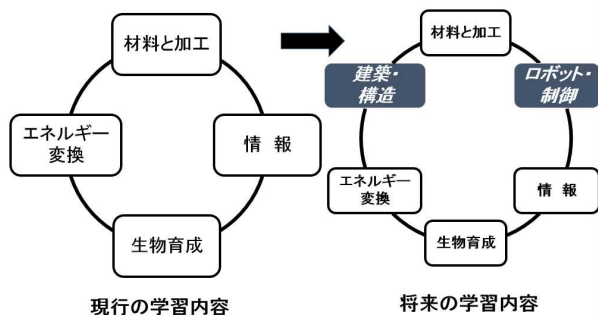 材料と加工
エネルギー
変換
情 報
生物育成
現行の学習内容
材料と加工
建築・
構造
ロボット・
制御
エネルギー
変換
情 報
生物育成
将来の学習内容